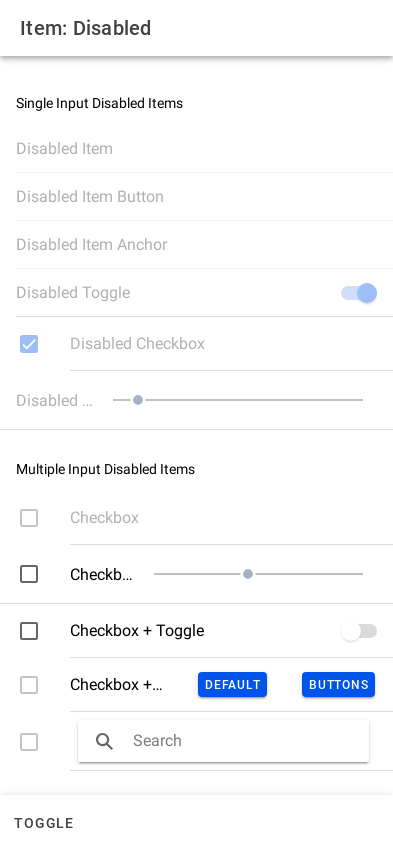 Item: Disabled
Single Input Disabled Items
Disabled Item
Disabled Item Button
Disabled Item Anchor
Disabled Toggle
Disabled Checkbox
Disabled ...
Multiple Input Disabled Items
Checkbox
Checkb...
Checkbox + Toggle
Checkbox +... DEFAULT BUTTONS
Search
TOGGLE